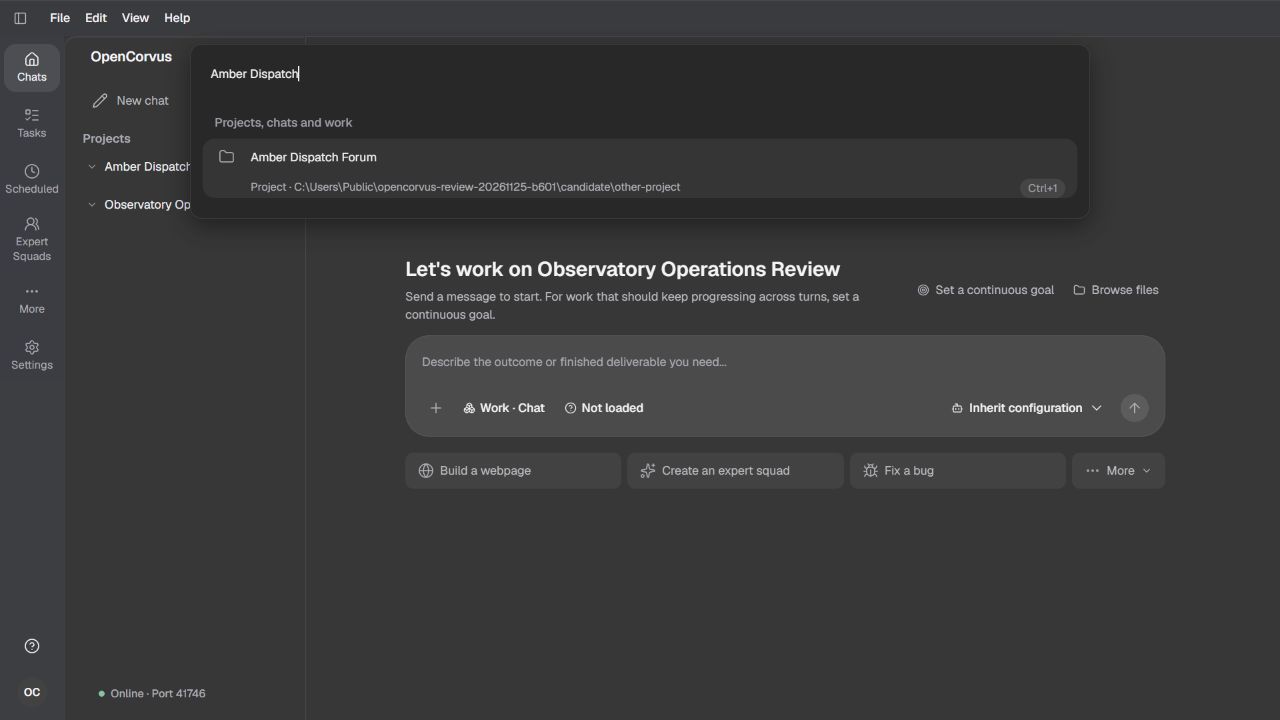 File Edit View Help
OpenCorvus
Chats
Tasks
Scheduled
Expert
Squads
More
Settings
OC
New chat
Projects
Amber Dispatch
Observatory Op
Online · Port 41746
Amber Dispatch
Projects, chats and work
Amber Dispatch Forum
Project · C:\Users\Public\opencorvus-review-20261125-b601\candidate\other-project
Ctrl+1
Let's work on Observatory Operations Review
Send a message to start. For work that should keep progressing across turns, set a
continuous goal.
Set a continuous goal
Browse files
Describe the outcome or finished deliverable you need...
Work · Chat
Not loaded
Inherit configuration
Build a webpage
Create an expert squad
Fix a bug
More